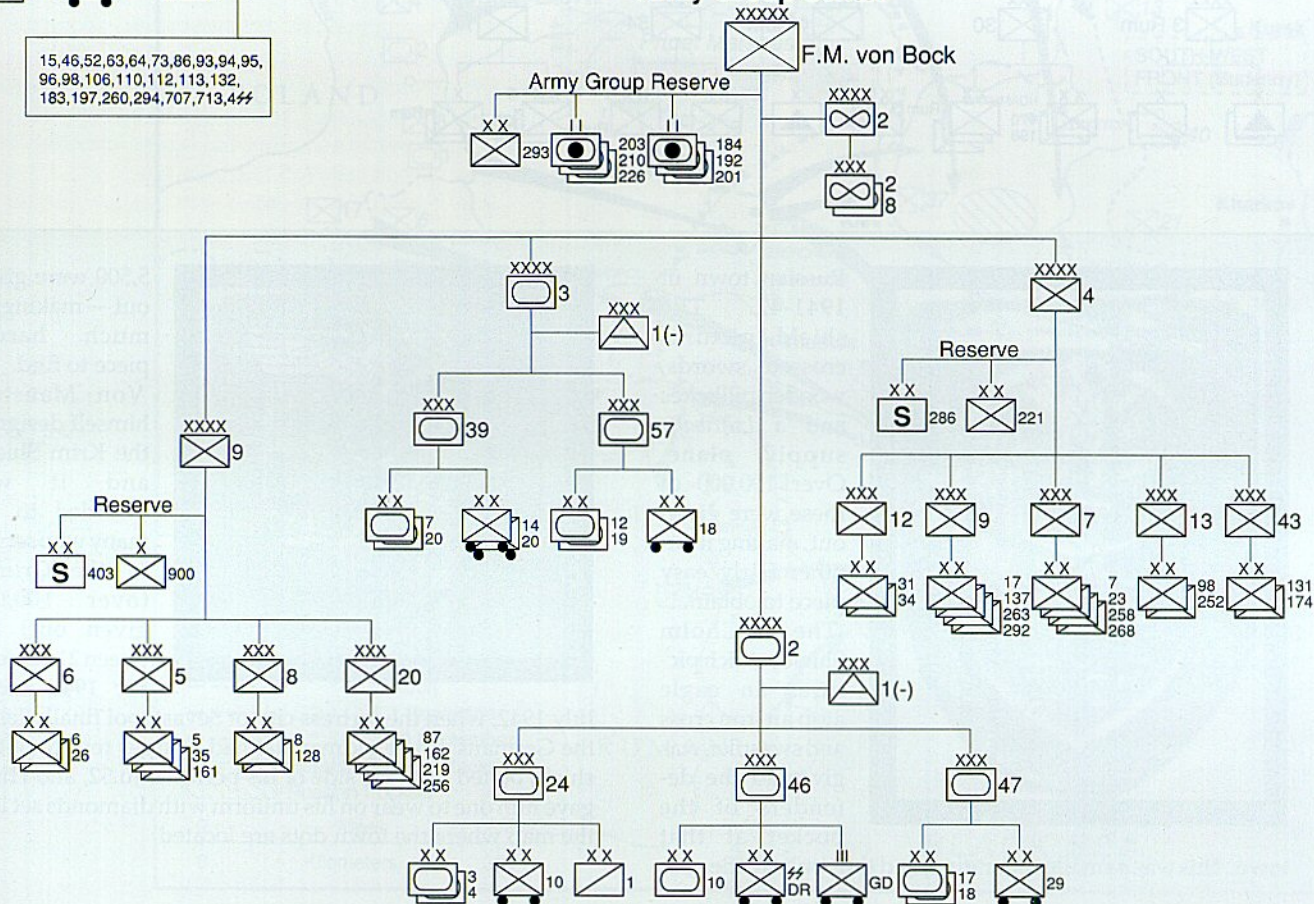 15,46,52,63,64,73,86,93,94,95,
96,98,106,110,112,113,132,
183,197,260,294,707,713,4ᛋᛋ
XXXXX
F.M. von Bock
Army Group Reserve
XX
293
II
203
210
226
II
184
192
201
XXXX
2
XXX
2
8
XXXX
3
1(-)
XXX
39
XXX
57
XX
7
20
XX
14
20
XX
12
19
XX
18
XXXX
4
Reserve
XX
S 286
XX
221
XXX
12
XXX
9
XXX
7
XXX
13
XXX
43
XX
31
34
XX
17
137
263
292
XX
7
23
258
268
XX
98
252
XX
131
174
XXXX
9
Reserve
XX
S 403
X
900
XXX
6
XXX
5
XXX
8
XXX
20
XX
6
26
XX
5
35
161
XX
8
128
XX
87
162
219
256
XXXX
2
XXX
1(-)
XXX
24
XXX
46
XXX
47
XX
3
4
XX
10
XX
1
XX
10
XX
ᛋᛋ
DR
III
GD
XX
17
18
XX
29